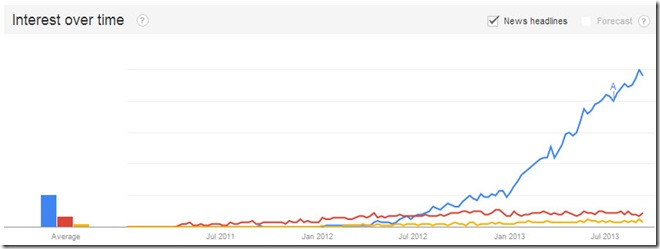 Interest over time ? News headlines Forecast ?
A
Average Jul 2011 Jan 2012 Jul 2012 Jan 2013 Jul 2013